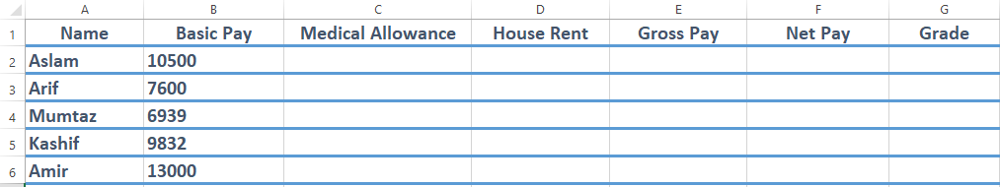 A B C D E F G
1 Name Basic Pay Medical Allowance House Rent Gross Pay Net Pay Grade
2 Aslam 10500
3 Arif 7600
4 Mumtaz 6939
5 Kashif 9832
6 Amir 13000